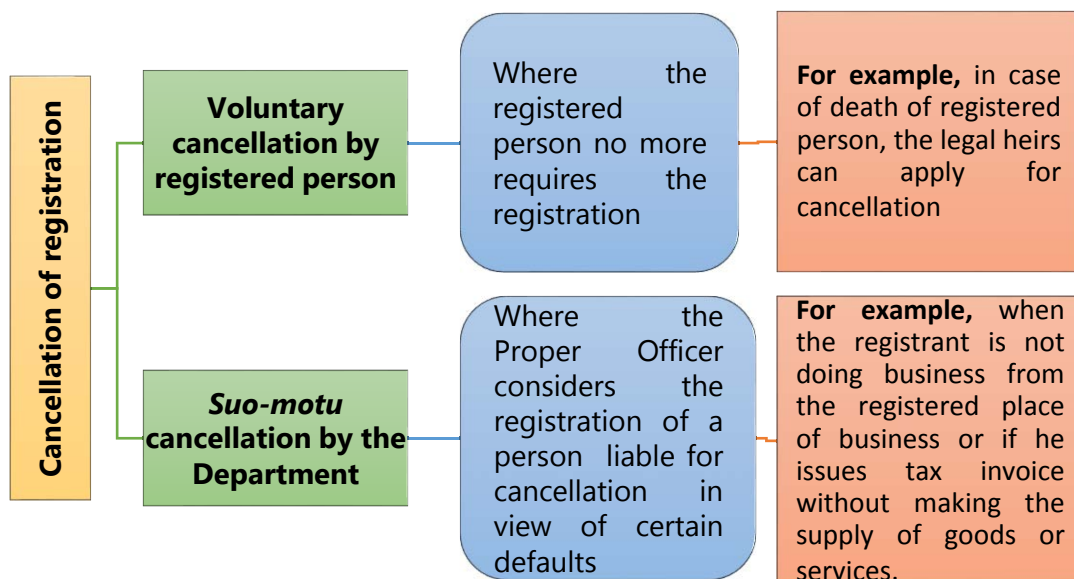 Cancellation of registration
Voluntary
cancellation by
registered person
Where the
registered
person no more
requires the
registration
For example, in case
of death of registered
person, the legal heirs
can apply for
cancellation
Suo-motu
cancellation by the
Department
Where the
Proper Officer
considers the
registration of a
person liable for
cancellation in
view of certain
defaults
For example, when
the registrant is not
doing business from
the registered place
of business or if he
issues tax invoice
without making the
supply of goods or
services.